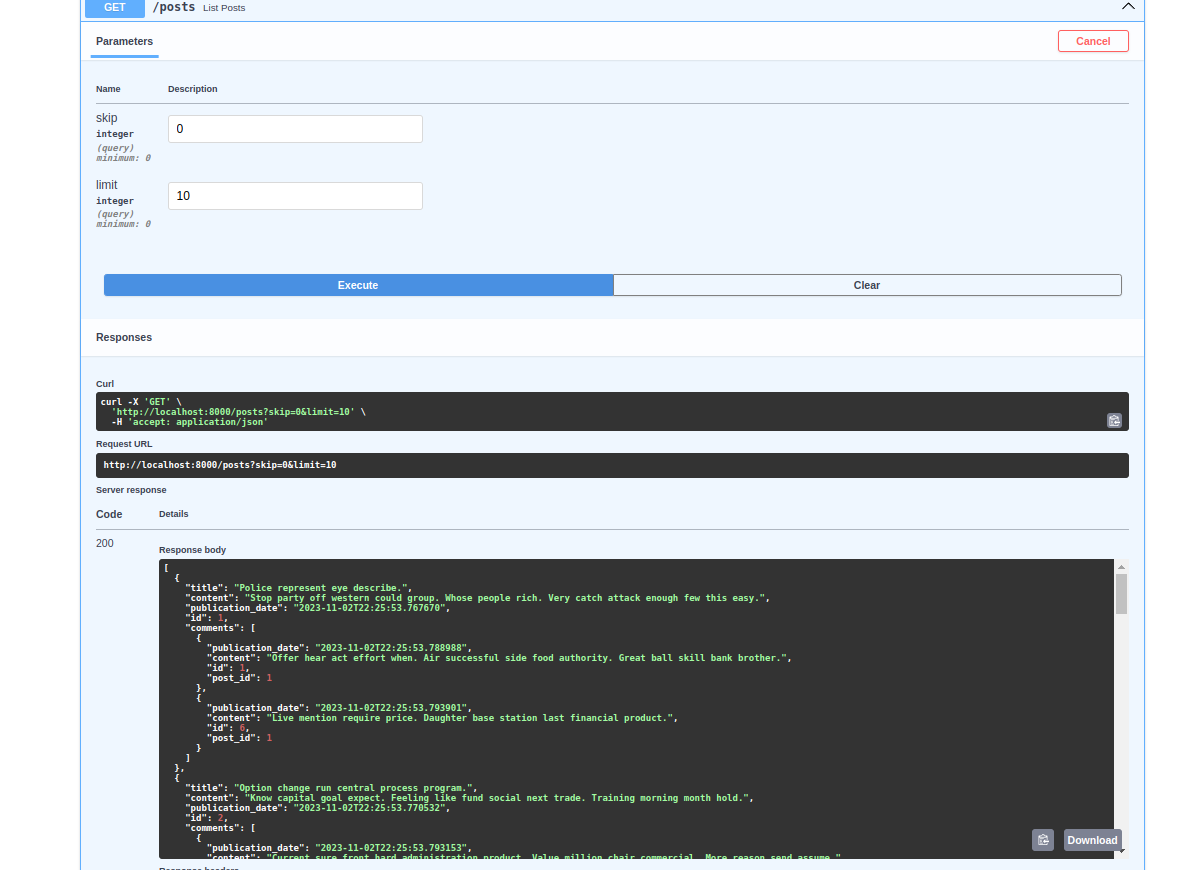 GET /posts List Posts
Parameters
Cancel
Name Description
skip
integer
(query)
minimum: 0
0
limit
integer
(query)
minimum: 0
10
Execute Clear
Responses
Curl
curl -X 'GET' \
  'http://localhost:8000/posts?skip=0&limit=10' \
  -H 'accept: application/json'
Request URL
http://localhost:8000/posts?skip=0&limit=10
Server response
Code Details
200
Response body
[
  {
    "title": "Police represent eye describe.",
    "content": "Stop party off western could group. Whose people rich. Very catch attack enough few this easy.",
    "publication_date": "2023-11-02T22:25:53.767670",
    "id": 1,
    "comments": [
      {
        "publication_date": "2023-11-02T22:25:53.788988",
        "content": "Offer hear act effort when. Air successful side food authority. Great ball skill bank brother.",
        "id": 1,
        "post_id": 1
      },
      {
        "publication_date": "2023-11-02T22:25:53.793901",
        "content": "Live mention require price. Daughter base station last financial product.",
        "id": 6,
        "post_id": 1
      }
    ]
  },
  {
    "title": "Option change run central process program.",
    "content": "Know capital goal expect. Feeling like fund social next trade. Training morning month hold.",
    "publication_date": "2023-11-02T22:25:53.770532",
    "id": 2,
    "comments": [
      {
        "publication_date": "2023-11-02T22:25:53.793153",
        "content": "Current sure front hard administration product. Value million chair commercial. More reason send assume."
Download
Response headers